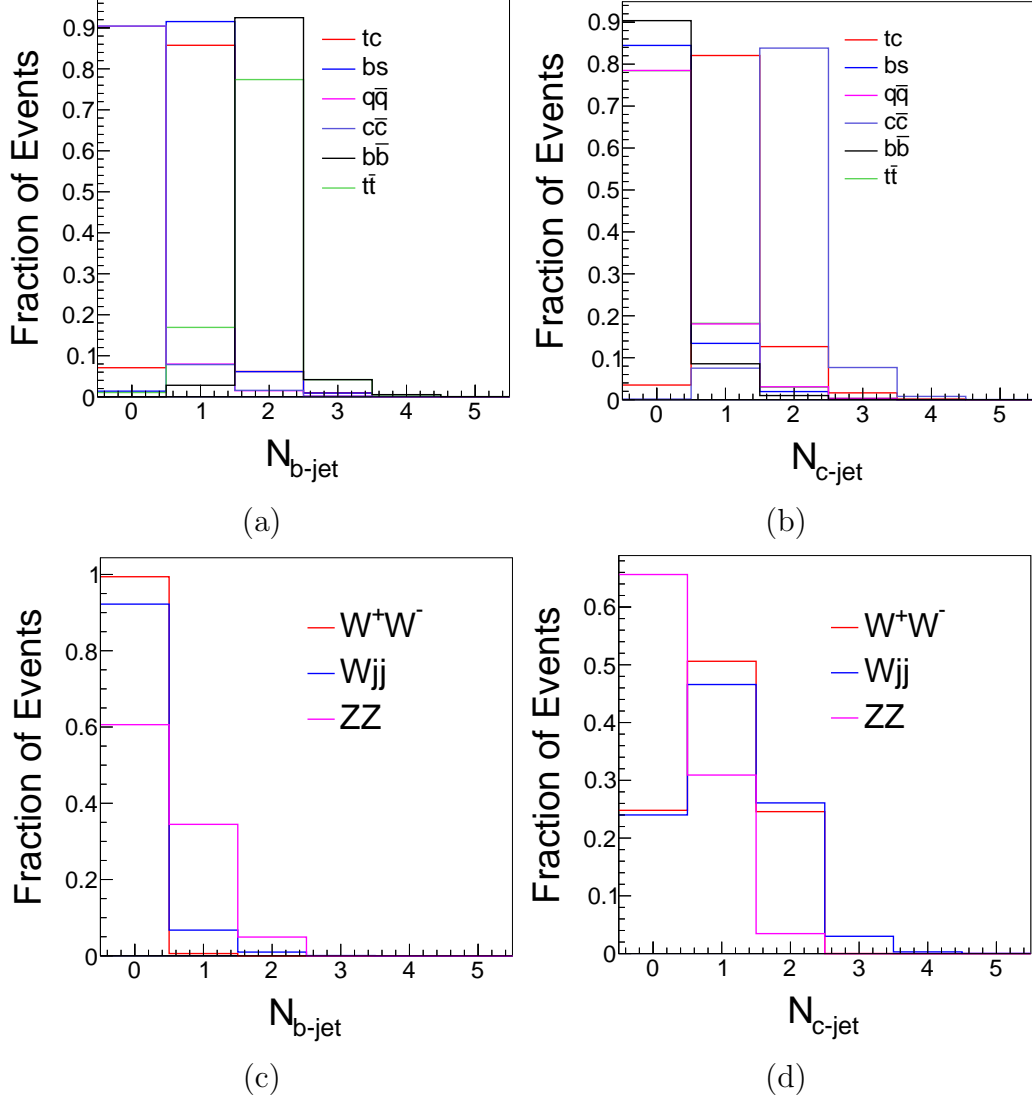 Fraction of Events
0.9
0.8
0.7
0.6
0.5
0.4
0.3
0.2
0.1
0
tc
bs
qq̄
cc̄
bb̄
tt̄
0 1 2 3 4 5
N_b-jet
(a)
Fraction of Events
0.9
0.8
0.7
0.6
0.5
0.4
0.3
0.2
0.1
0
tc
bs
qq̄
cc̄
bb̄
tt̄
0 1 2 3 4 5
N_c-jet
(b)
Fraction of Events
1
0.8
0.6
0.4
0.2
0
W⁺W⁻
Wjj
ZZ
0 1 2 3 4 5
N_b-jet
(c)
Fraction of Events
0.6
0.5
0.4
0.3
0.2
0.1
0
W⁺W⁻
Wjj
ZZ
0 1 2 3 4 5
N_c-jet
(d)